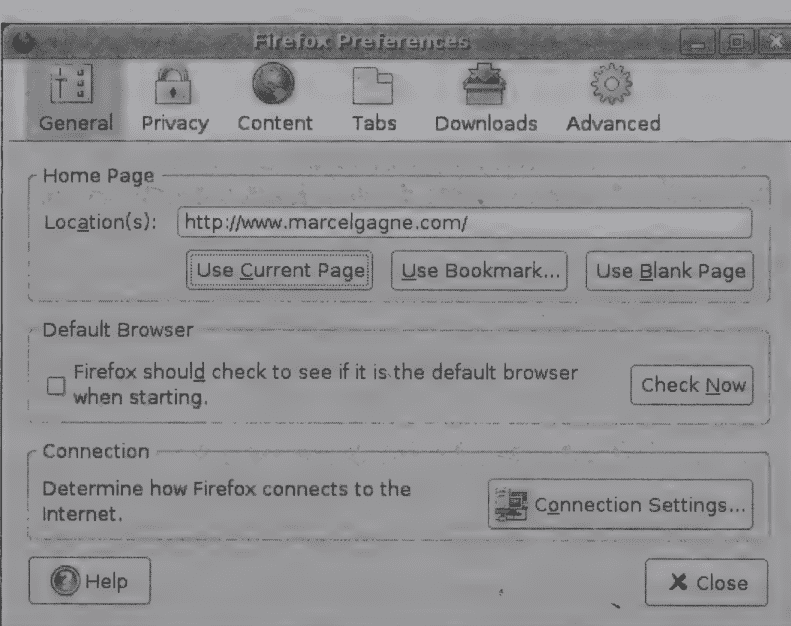 Firefox Preferences
General Privacy Content Tabs Downloads Advanced
Home Page
Location(s): http://www.marcelgagne.com/
Use Current Page Use Bookmark... Use Blank Page
Default Browser
Firefox should check to see if it is the default browser
when starting.
Check Now
Connection
Determine how Firefox connects to the
Internet.
Connection Settings...
Help Close